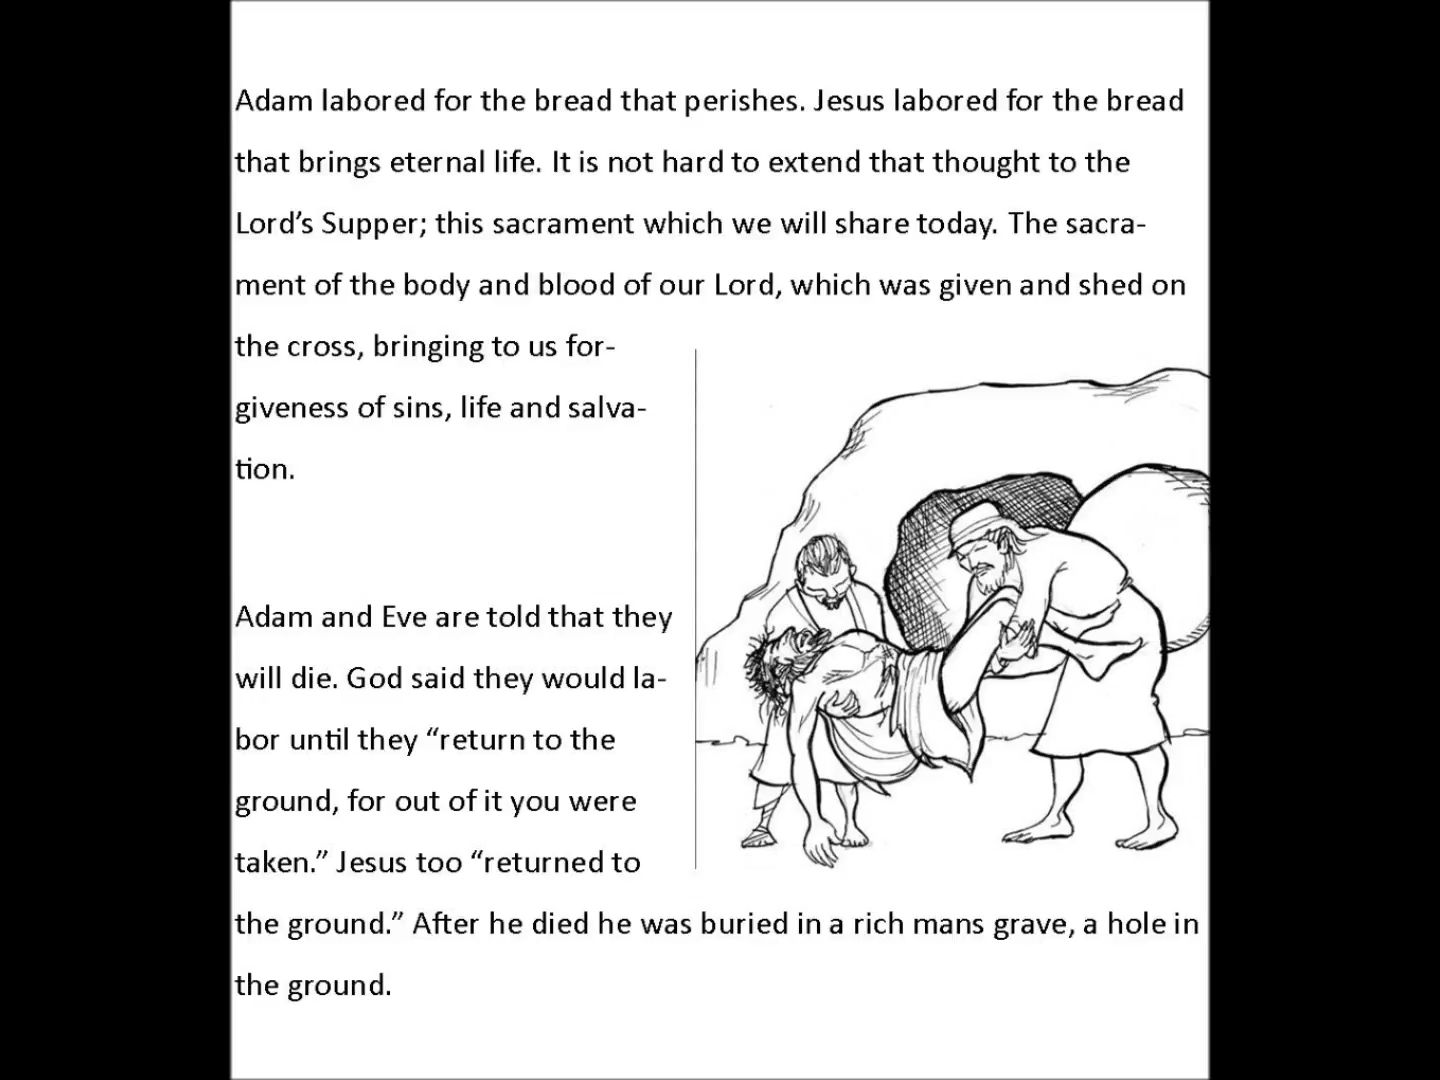 Adam labored for the bread that perishes. Jesus labored for the bread
that brings eternal life. It is not hard to extend that thought to the
Lord’s Supper; this sacrament which we will share today. The sacra-
ment of the body and blood of our Lord, which was given and shed on
the cross, bringing to us for-
giveness of sins, life and salva-
tion.
Adam and Eve are told that they
will die. God said they would la-
bor until they “return to the
ground, for out of it you were
taken.” Jesus too “returned to
the ground.” After he died he was buried in a rich mans grave, a hole in
the ground.